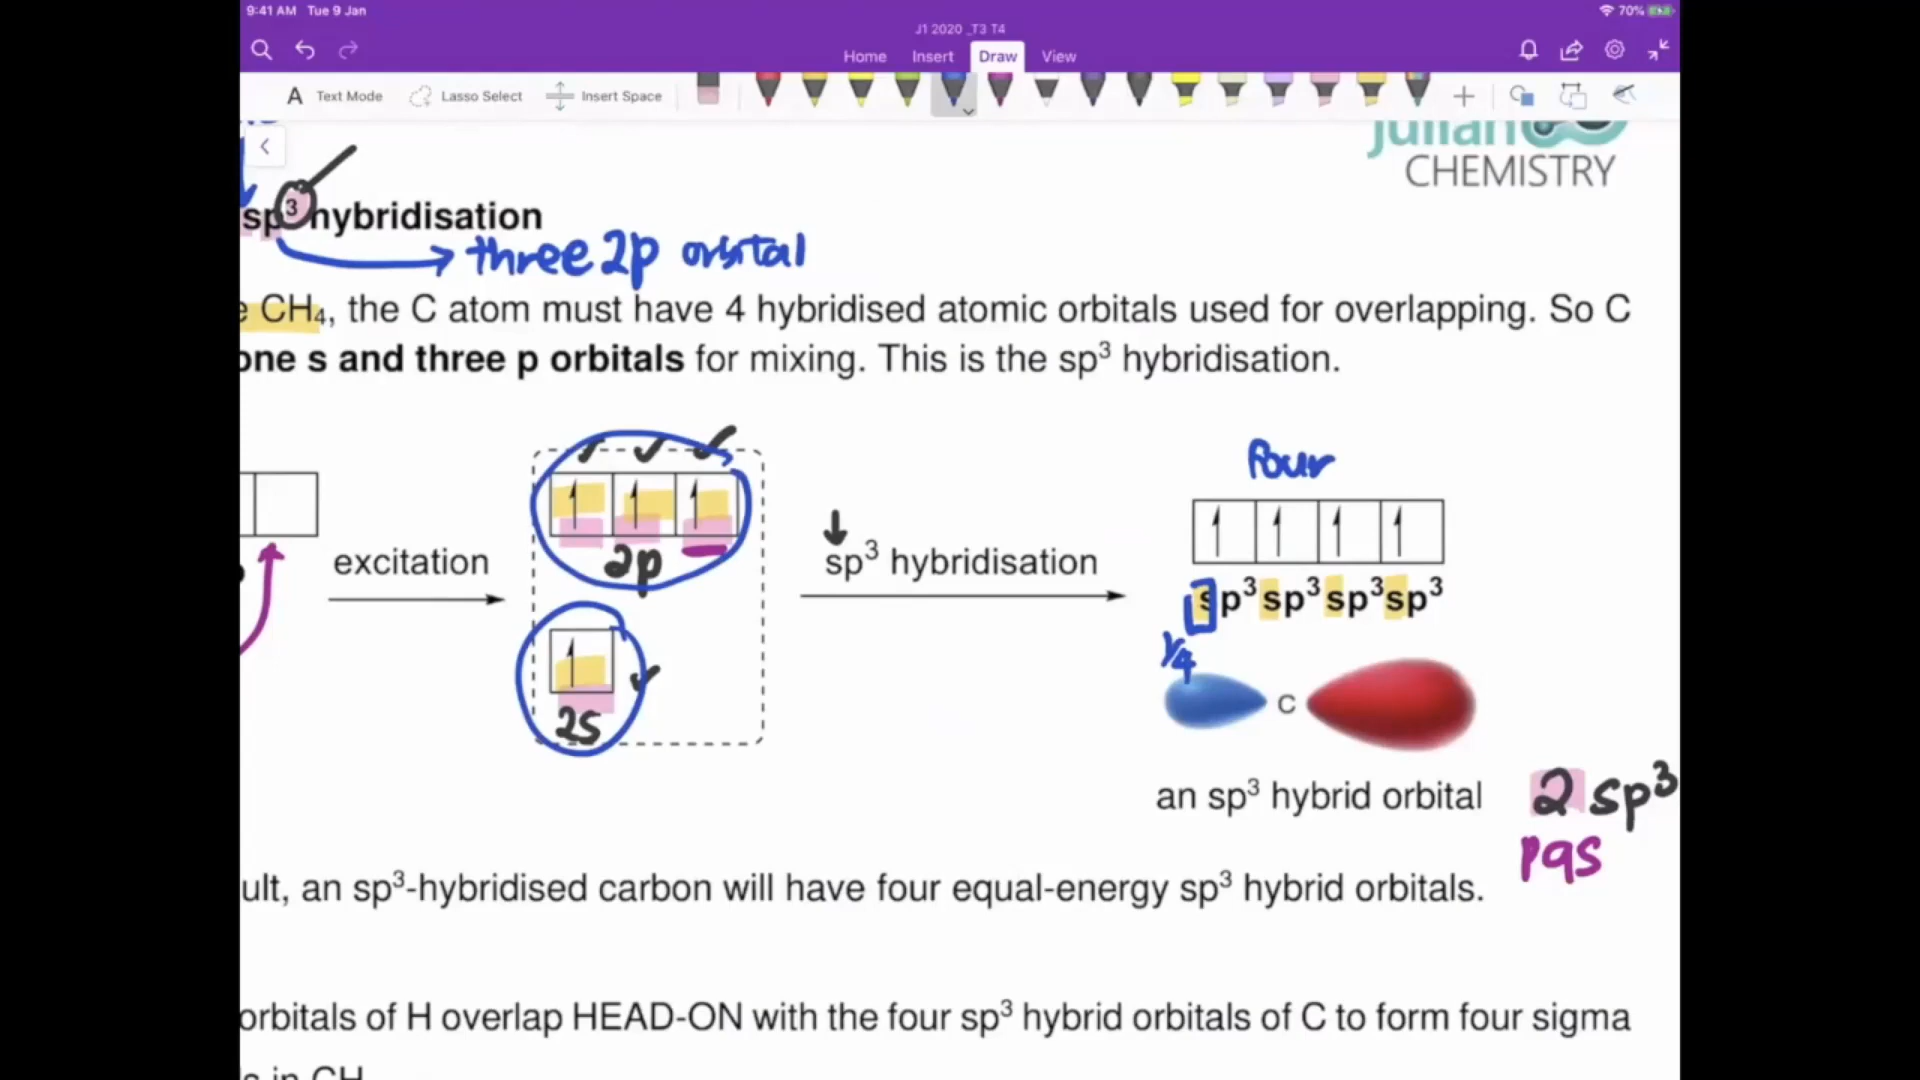 9:41 AM Tue 9 Jan
70%
J1 2020 _T3 T4
Home Insert Draw View
A Text Mode Lasso Select Insert Space
julian
CHEMISTRY
sp³ hybridisation
three 2p orbital
e CH₄, the C atom must have 4 hybridised atomic orbitals used for overlapping. So C
one s and three p orbitals for mixing. This is the sp³ hybridisation.
four
excitation
2p
sp³ hybridisation
sp³ sp³ sp³ sp³
1/4
2s
C
an sp³ hybrid orbital
2 sp³
pqs
ult, an sp³-hybridised carbon will have four equal-energy sp³ hybrid orbitals.
orbitals of H overlap HEAD-ON with the four sp³ hybrid orbitals of C to form four sigma
s in CH